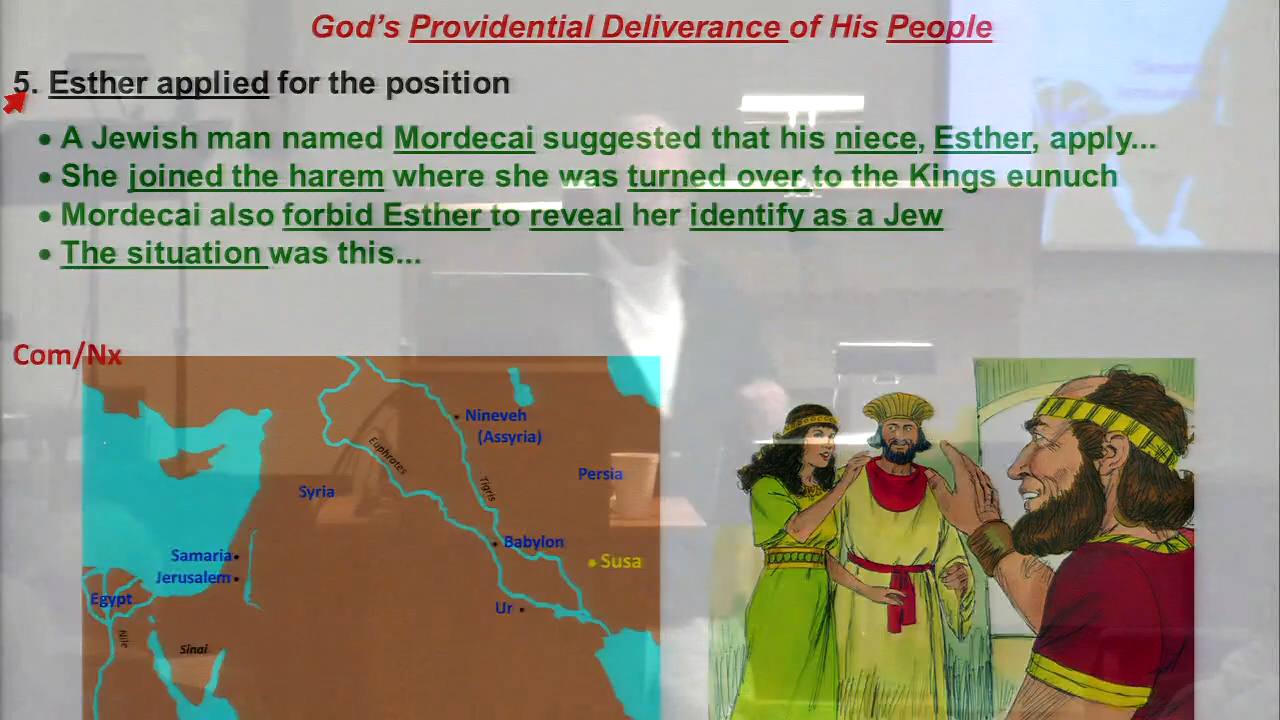 God's Providential Deliverance of His People
5. Esther applied for the position
• A Jewish man named Mordecai suggested that his niece, Esther, apply...
• She joined the harem where she was turned over to the Kings eunuch
• Mordecai also forbid Esther to reveal her identify as a Jew
• The situation was this...
Com/Nx
Nineveh
(Assyria)
Euphrates
Tigris
Persia
Syria
Babylon
Susa
Samaria
Jerusalem
Egypt
Ur
Nile
Sinai